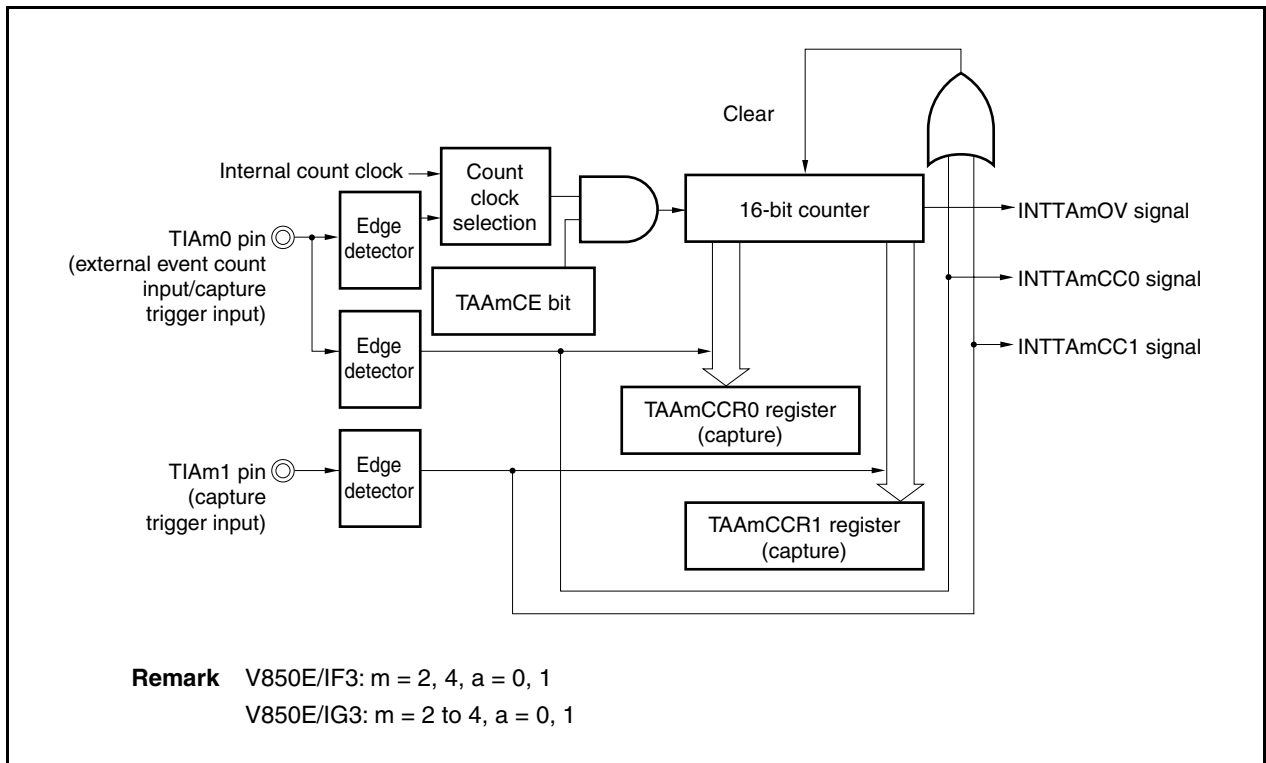 Clear
Internal count clock
Count
clock
selection
Edge
detector
16-bit counter
INTTAmOV signal
TIAm0 pin
(external event count
input/capture
trigger input)
TAAmCE bit
INTTAmCC0 signal
Edge
detector
INTTAmCC1 signal
TAAmCCR0 register
(capture)
TIAm1 pin
(capture
trigger input)
Edge
detector
TAAmCCR1 register
(capture)
Remark V850E/IF3: m = 2, 4, a = 0, 1
V850E/IG3: m = 2 to 4, a = 0, 1